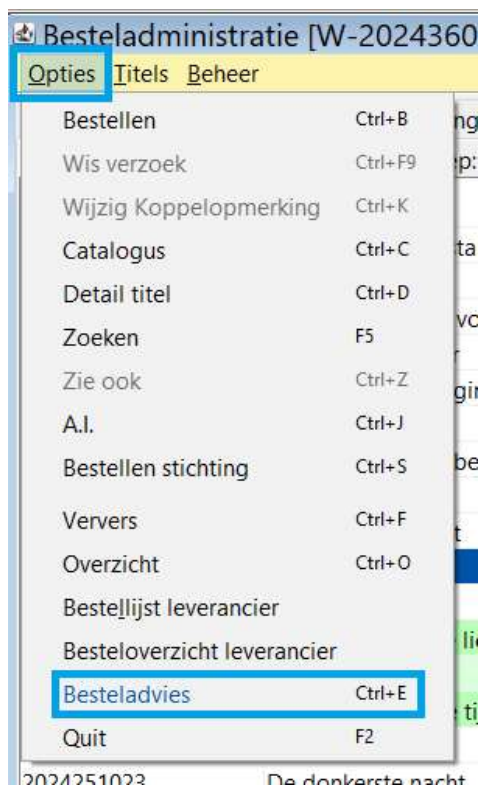 Besteladministratie [W-2024360
Opties Titels Beheer
Bestellen Ctrl+B
Wis verzoek Ctrl+F9
Wijzig Koppelopmerking Ctrl+K
Catalogus Ctrl+C
Detail titel Ctrl+D
Zoeken F5
Zie ook Ctrl+Z
A.I. Ctrl+J
Bestellen stichting Ctrl+S
Ververs Ctrl+F
Overzicht Ctrl+O
Bestellijst leverancier
Besteloverzicht leverancier
Besteladvies Ctrl+E
Quit F2
2024251023 De donkerste nacht